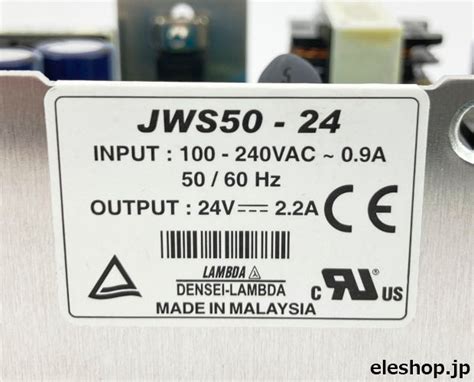 JWS50 - 24
INPUT : 100 - 240VAC ~ 0.9A
50 / 60 Hz
OUTPUT : 24V⎓ 2.2A
CE
LAMBDA
DENSEI-LAMBDA
MADE IN MALAYSIA
c RU US
eleshop.jp